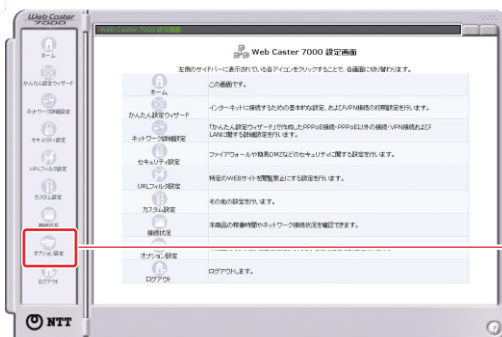 Web Caster
7000
ホーム
かんたん設定ウィザード
ネットワーク詳細設定
セキュリティ設定
URLフィルタ設定
カスタム設定
接続状況
オプション設定
ログアウト
NTT
Web Caster 7000 設定画面
Web Caster 7000 設定画面
左側のサイドバーに表示されている各アイコンをクリックすることで、各画面に切り替わります。
ホーム
この画面です。
かんたん設定ウィザード
インターネットに接続するための基本的な設定、およびVPN接続の初期設定を行います。
ネットワーク詳細設定
「かんたん設定ウィザード」で作成したPPPoE接続・PPPoE以外の接続・VPN接続および
LANに関する詳細設定を行います。
セキュリティ設定
ファイアウォールや簡易DMZなどのセキュリティに関する設定を行います。
URLフィルタ設定
特定のWEBサイトを閲覧禁止にする設定を行います。
カスタム設定
その他の設定を行います。
接続状況
本商品の稼働時間やネットワーク接続状況を確認できます。
オプション設定
ログアウト
ログアウトします。